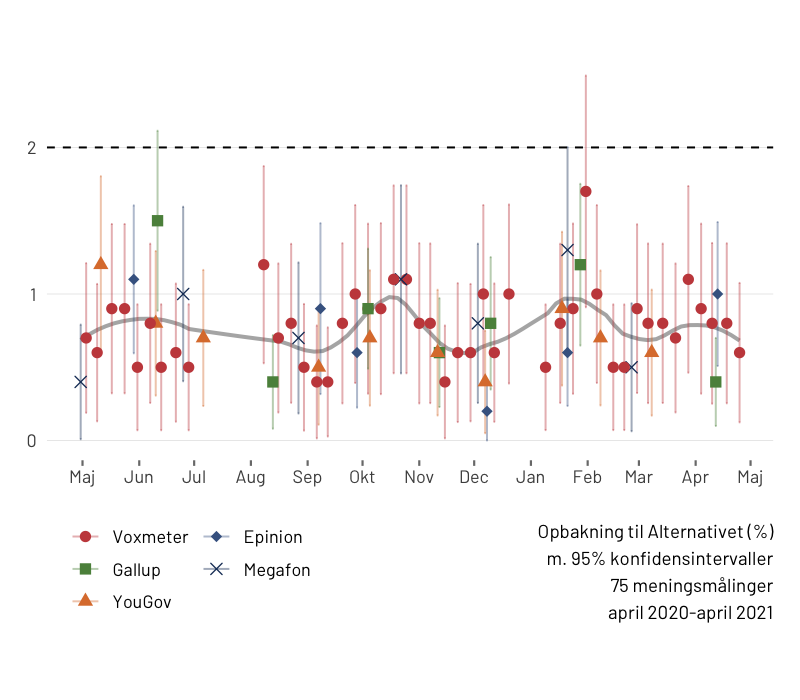 2
1
0
Maj Jun Jul Aug Sep Okt Nov Dec Jan Feb Mar Apr Maj
Voxmeter Epinion
Gallup Megafon
YouGov
Opbakning til Alternativet (%)
m. 95% konfidensintervaller
75 meningsmålinger
april 2020-april 2021